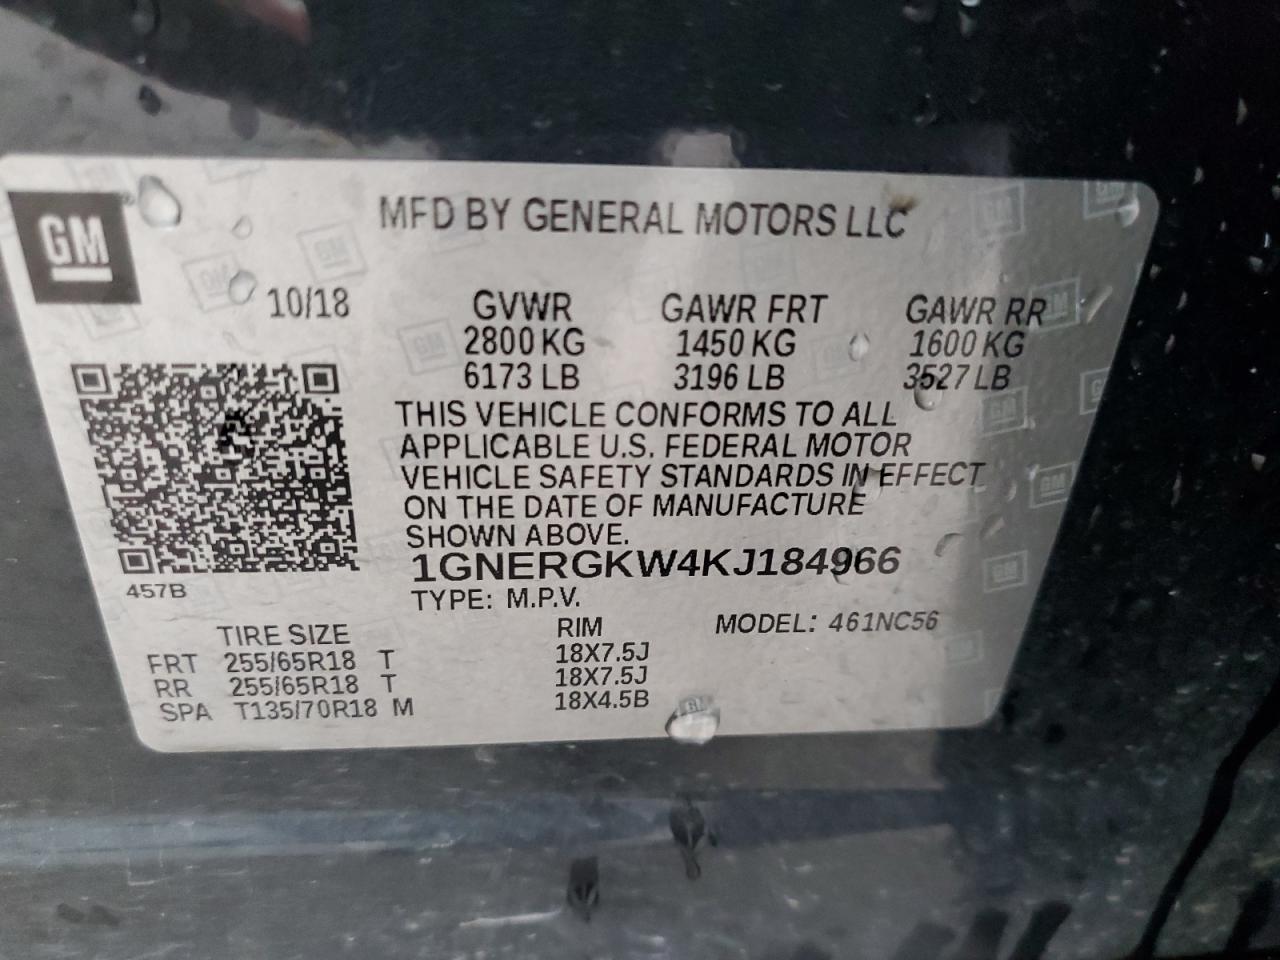 GM
MFD BY GENERAL MOTORS LLC
10/18 GVWR GAWR FRT GAWR RR
2800 KG 1450 KG 1600 KG
6173 LB 3196 LB 3527 LB
THIS VEHICLE CONFORMS TO ALL
APPLICABLE U.S. FEDERAL MOTOR
VEHICLE SAFETY STANDARDS IN EFFECT
ON THE DATE OF MANUFACTURE
SHOWN ABOVE.
1GNERGKW4KJ184966
457B
TYPE: M.P.V.
TIRE SIZE RIM MODEL: 461NC56
FRT 255/65R18 T 18X7.5J
RR 255/65R18 T 18X7.5J
SPA T135/70R18 M 18X4.5B